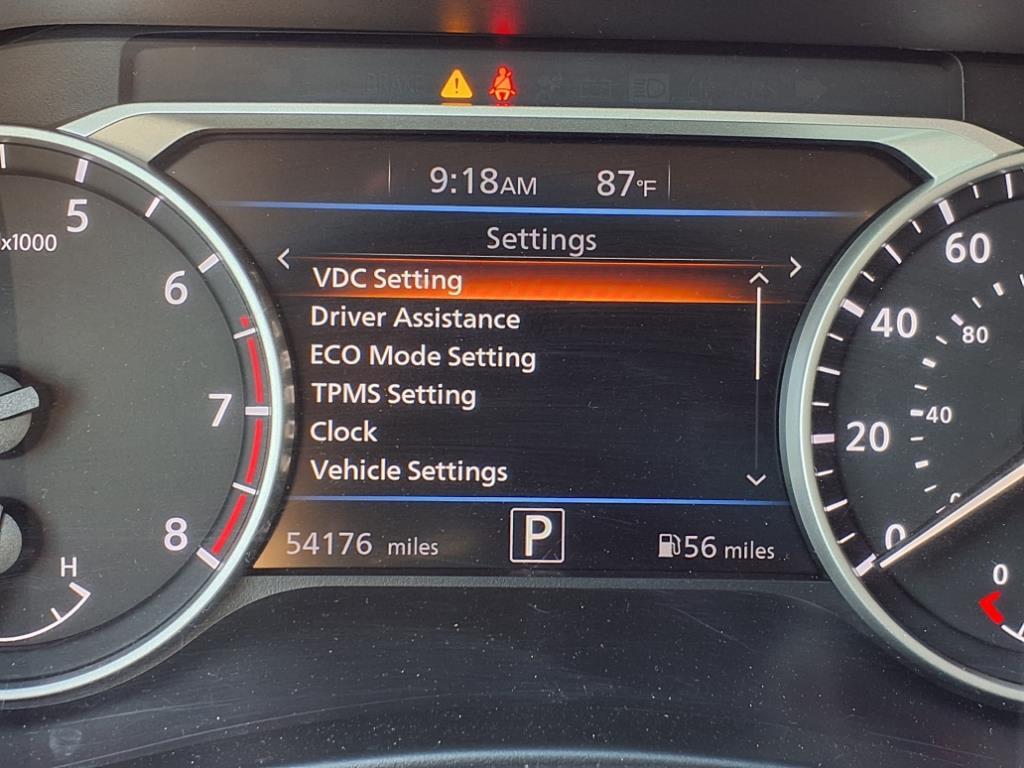 9:18AM 87°F
Settings
VDC Setting
Driver Assistance
ECO Mode Setting
TPMS Setting
Clock
Vehicle Settings
54176 miles P 56 miles
x1000
5
6
7
8
H
60
40
20
0
80
40
0